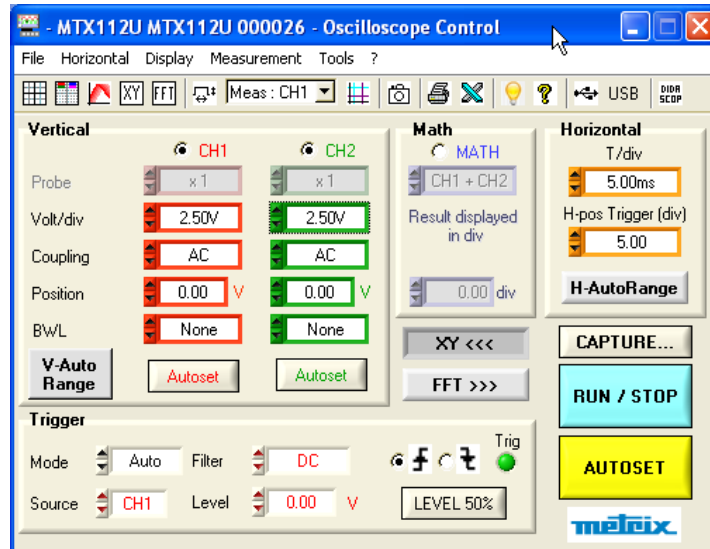 - MTX112U MTX112U 000026 - Oscilloscope Control
File Horizontal Display Measurement Tools ?
XY FFT Meas : CH1 USB DIDA SCOP
Vertical
CH1 CH2
Probe x 1 x 1
Volt/div 2.50V 2.50V
Coupling AC AC
Position 0.00 V 0.00 V
BWL None None
V-Auto
Range
Autoset Autoset
Math
MATH
CH1 + CH2
Result displayed
in div
0.00 div
XY <<<
FFT >>>
Horizontal
T/div
5.00ms
H-pos Trigger (div)
5.00
H-AutoRange
CAPTURE...
RUN / STOP
AUTOSET
metrix
Trigger
Mode Auto Filter DC Trig
Source CH1 Level 0.00 V LEVEL 50%